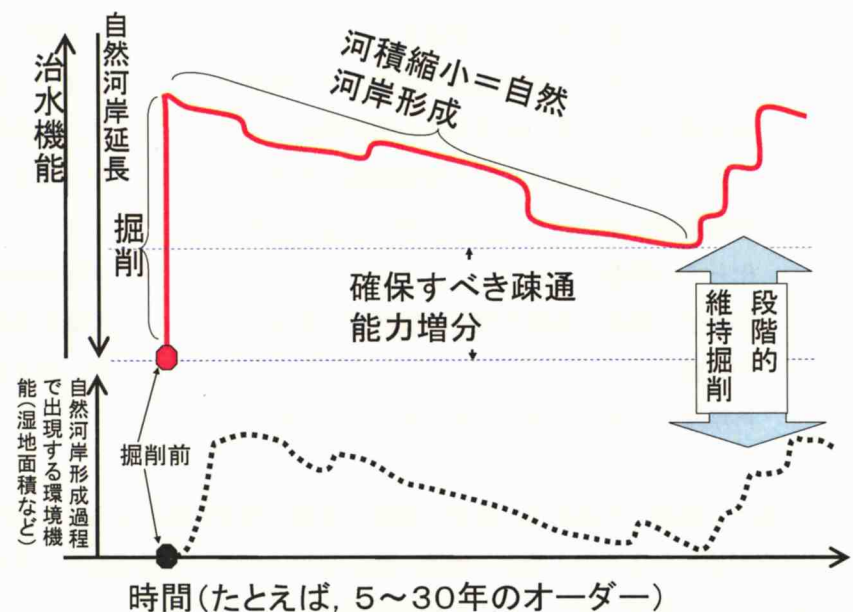 治水機能
自然河岸延長
河積縮小＝自然
河岸形成
掘削
確保すべき疎通
能力増分
段階的
維持掘削
自然河岸形成過程
で出現する環境機
能(湿地面積など)
掘削前
時間(たとえば, 5～30年のオーダー)